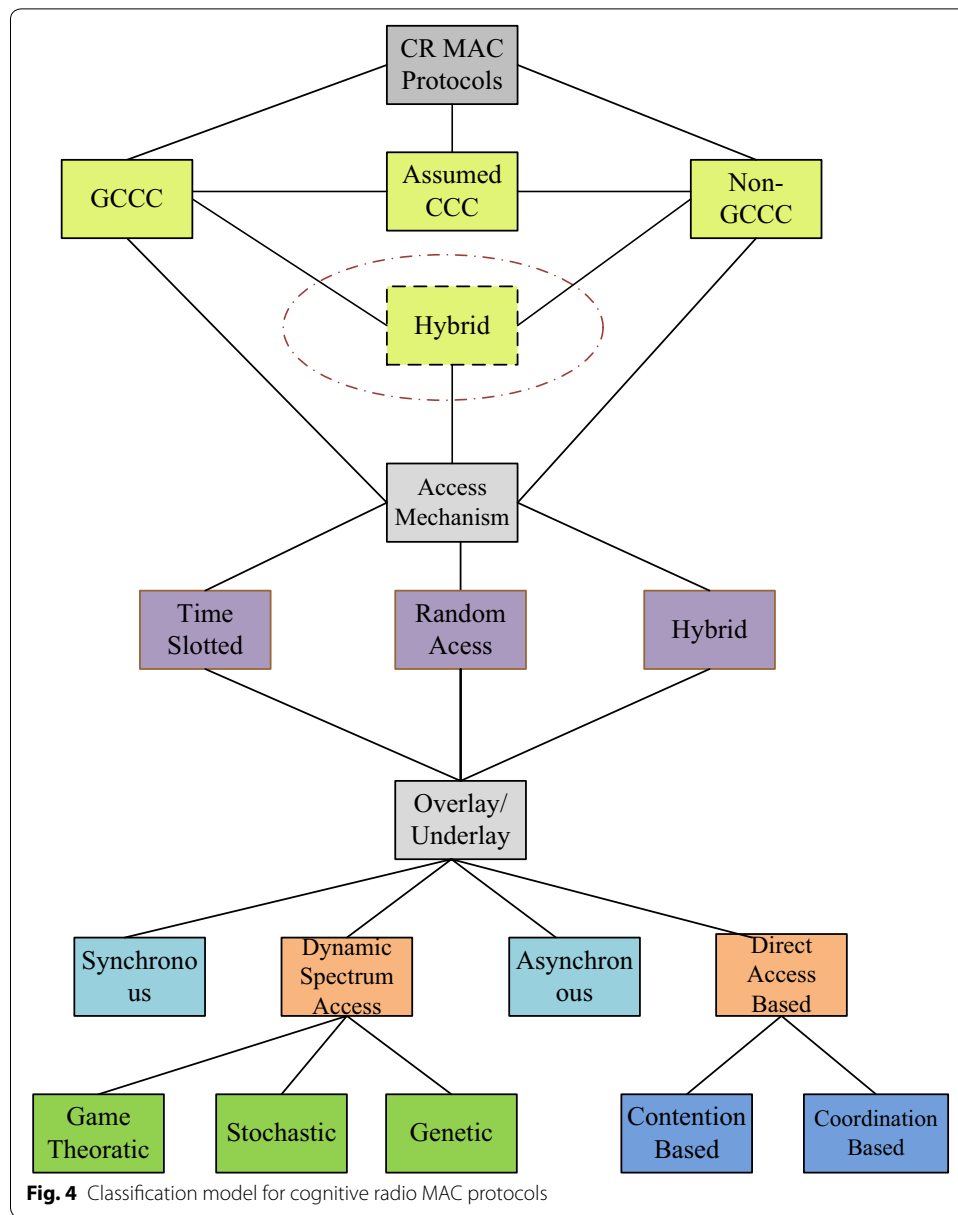 CR MAC
Protocols
GCCC
Assumed
CCC
Non-
GCCC
Hybrid
Access
Mechanism
Time
Slotted
Random
Acess
Hybrid
Overlay/
Underlay
Synchrono
us
Dynamic
Spectrum
Access
Asynchron
ous
Direct
Access
Based
Game
Theoratic
Stochastic
Genetic
Contention
Based
Coordination
Based
Fig. 4 Classification model for cognitive radio MAC protocols